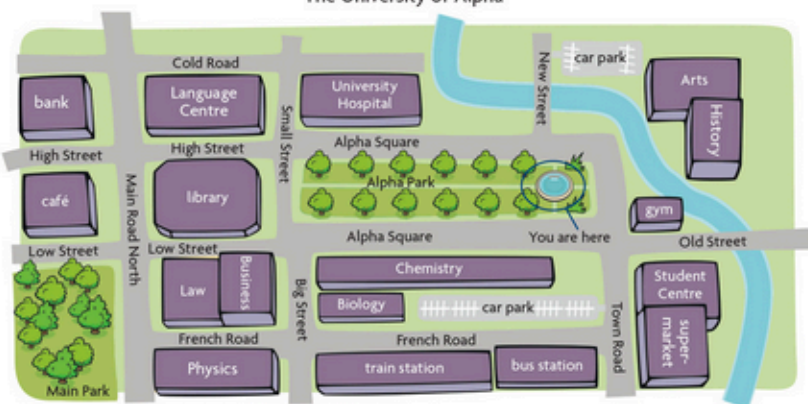 The University of Alpha
car park
Cold Road
New Street
Arts
bank
Language
Centre
University
Hospital
History
Small Street
Alpha Square
High Street
High Street
Alpha Park
café
library
gym
Main Road North
Alpha Square
You are here
Old Street
Low Street
Low Street
Law
Business
Big Street
Chemistry
Student
Centre
Biology
car park
Town Road
super-
market
French Road
French Road
Physics
train station
bus station
Main Park